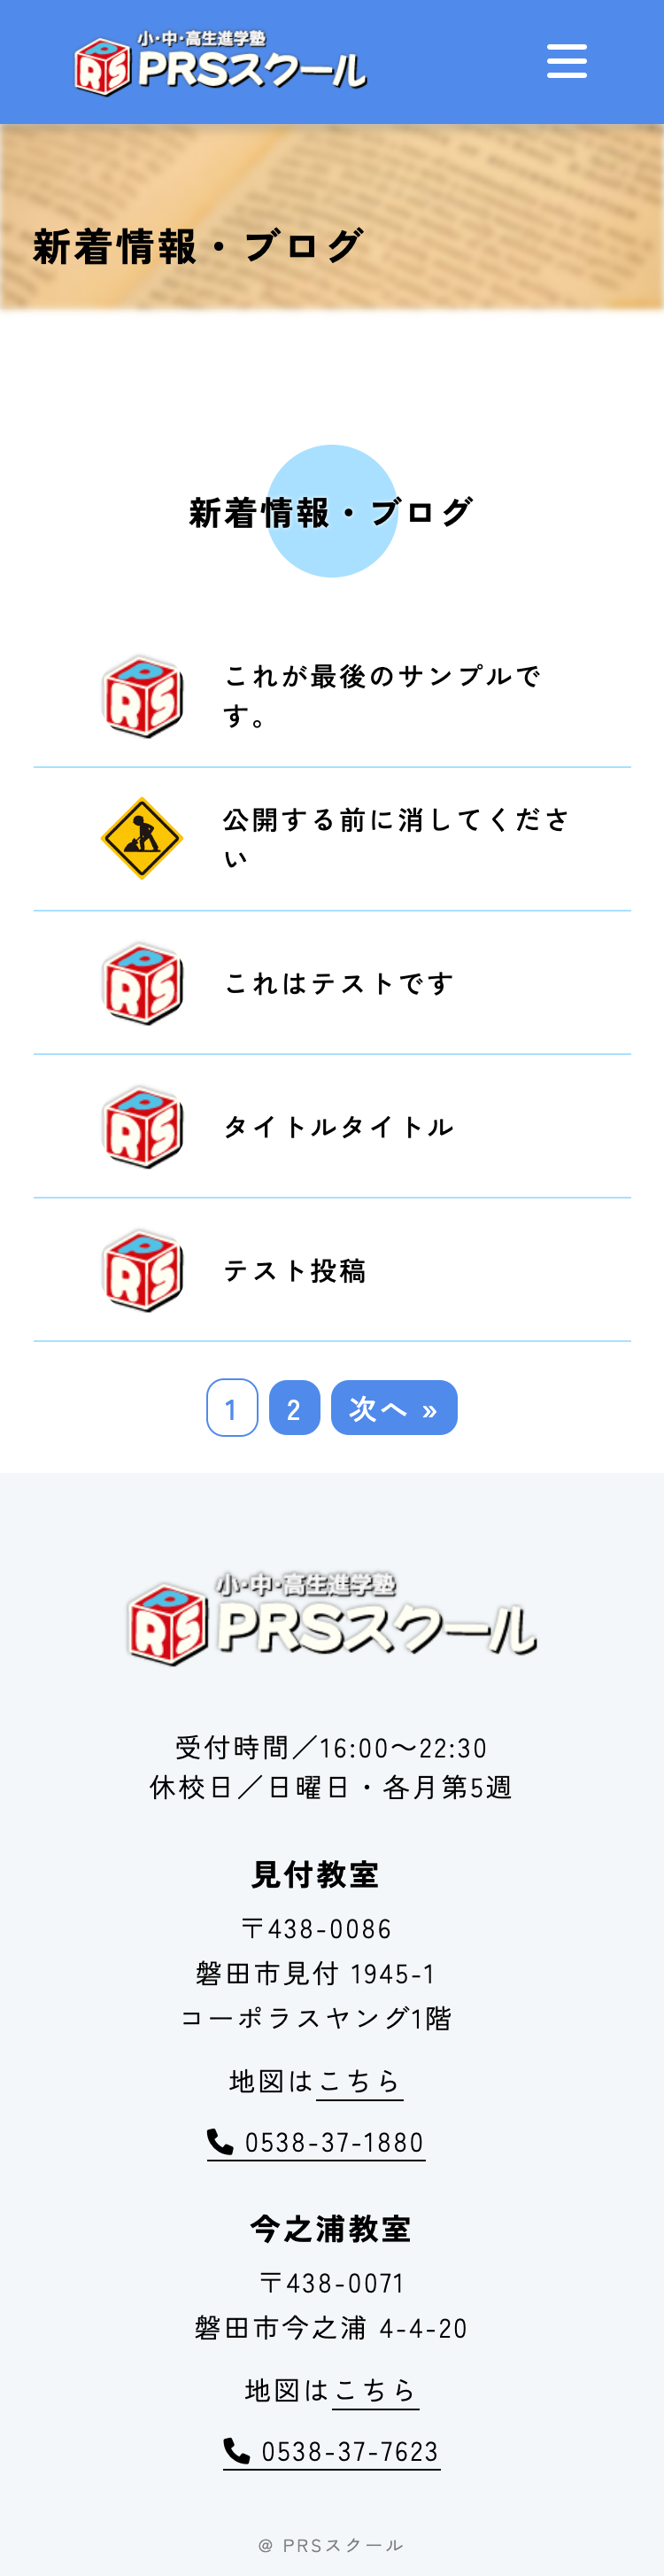 小・中・高生進学塾
PRS PRSスクール
新着情報・ブログ
新着情報・ブログ
PRS これが最後のサンプルで
す。
公開する前に消してくださ
い
PRS これはテストです
PRS タイトルタイトル
PRS テスト投稿
1 2 次へ »
小・中・高生進学塾
PRS PRSスクール
受付時間／16:00〜22:30
休校日／日曜日・各月第5週
見付教室
〒438-0086
磐田市見付 1945-1
コーポラスヤング1階
地図はこちら
0538-37-1880
今之浦教室
〒438-0071
磐田市今之浦 4-4-20
地図はこちら
0538-37-7623
@ PRSスクール